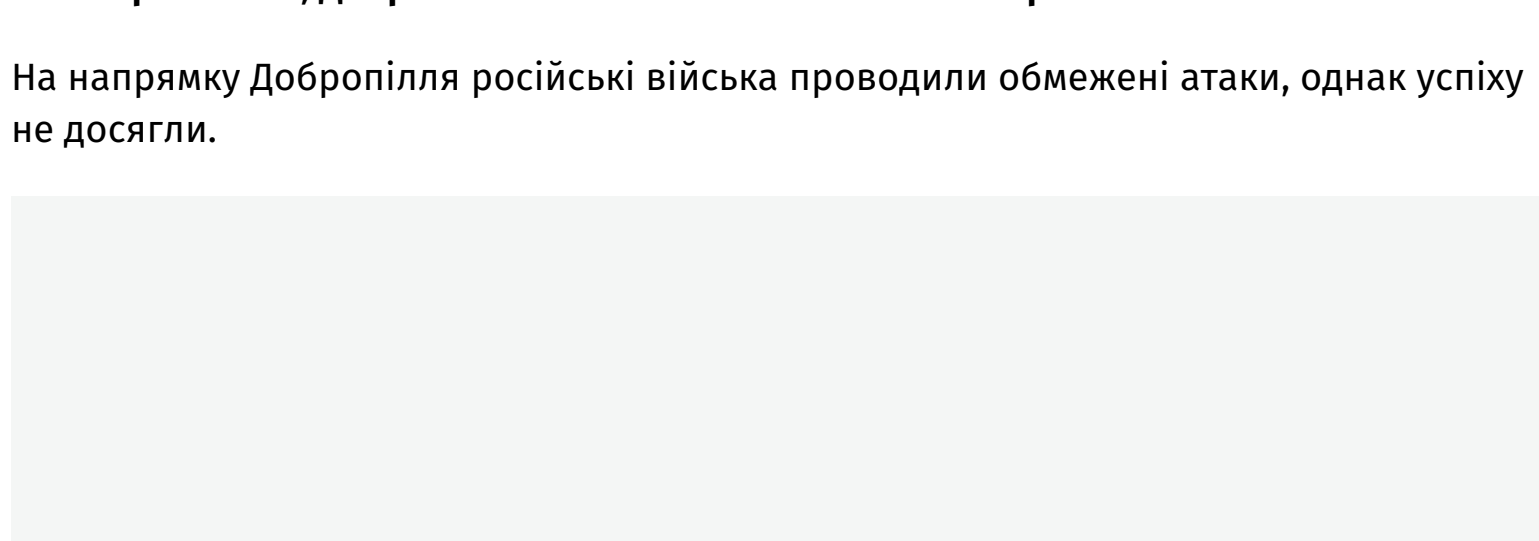 На напрямку Добропілля російські війська проводили обмежені атаки, однак успіху
не досягли.